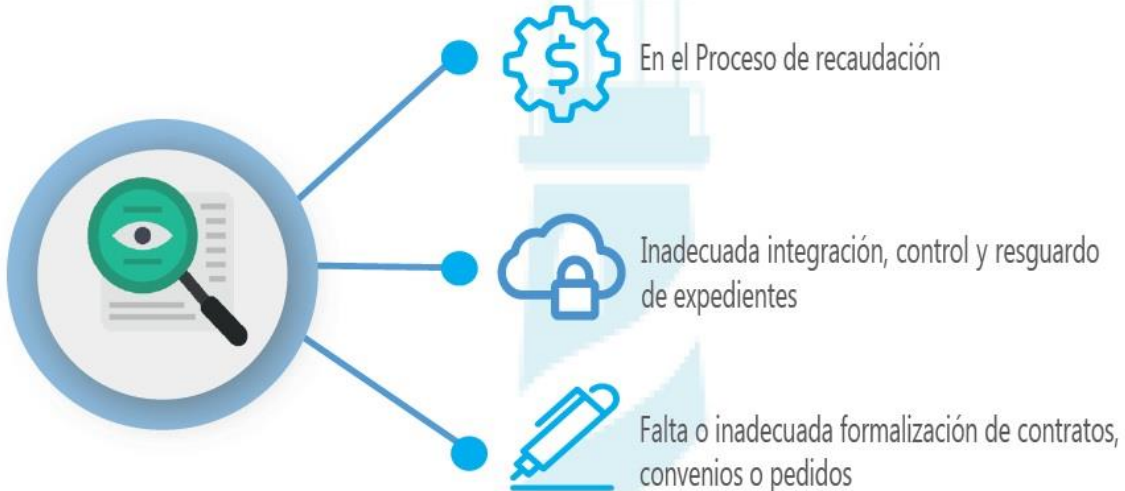 En el Proceso de recaudación
Inadecuada integración, control y resguardo
de expedientes
Falta o inadecuada formalización de contratos,
convenios o pedidos